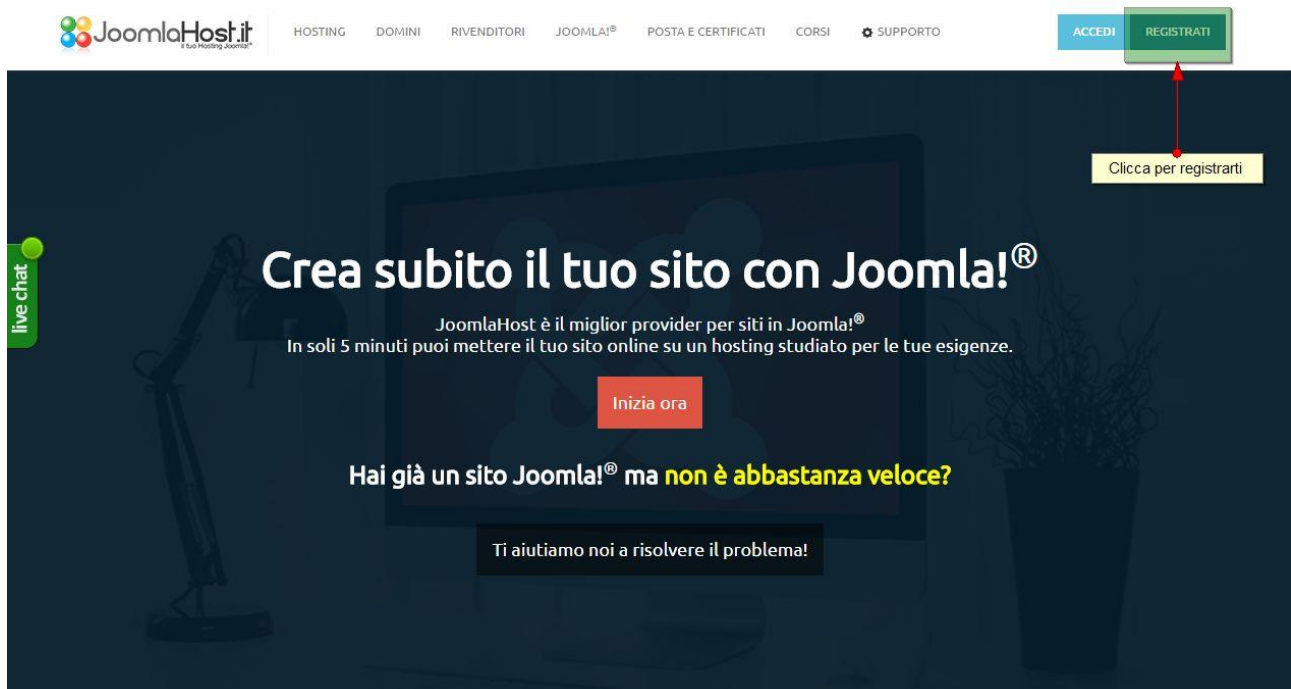 JoomlaHost.it
il tuo Hosting Joomla!®
HOSTING DOMINI RIVENDITORI JOOMLA!® POSTA E CERTIFICATI CORSI SUPPORTO ACCEDI REGISTRATI
Clicca per registrarti
live chat
Crea subito il tuo sito con Joomla!®
JoomlaHost è il miglior provider per siti in Joomla!®
In soli 5 minuti puoi mettere il tuo sito online su un hosting studiato per le tue esigenze.
Inizia ora
Hai già un sito Joomla!® ma non è abbastanza veloce?
Ti aiutiamo noi a risolvere il problema!